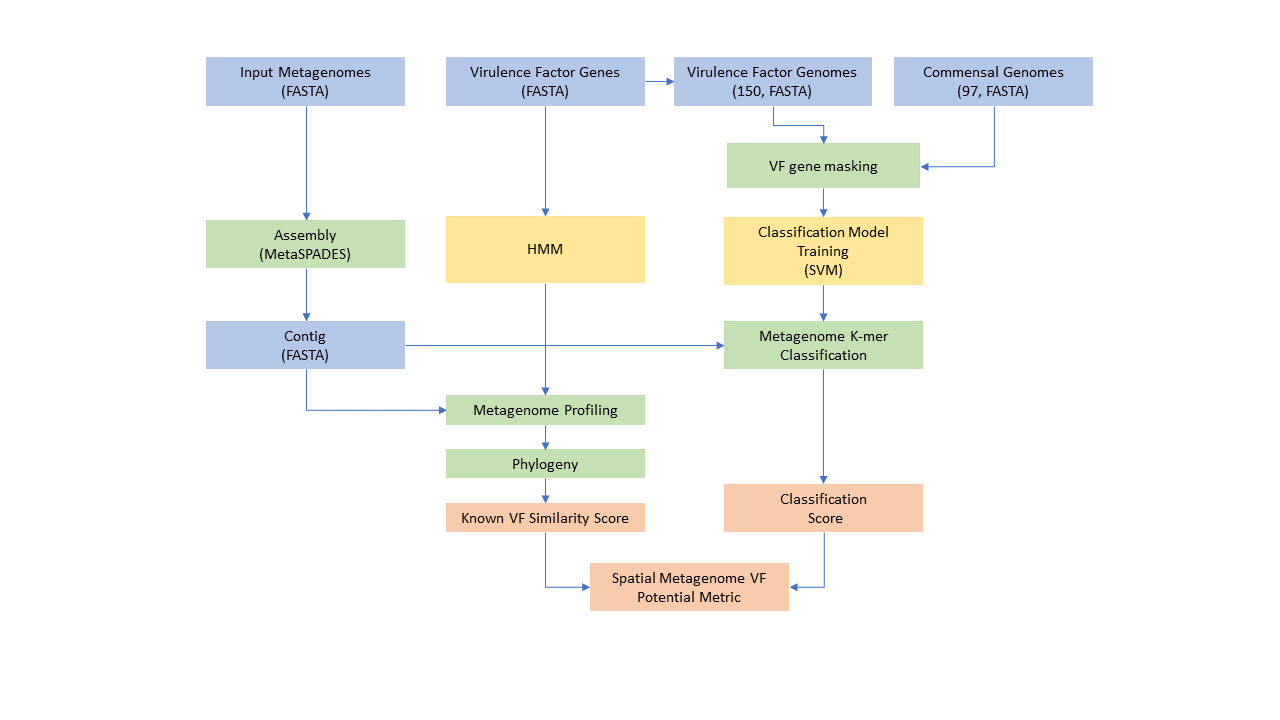 Input Metagenomes
(FASTA)
Virulence Factor Genes
(FASTA)
Virulence Factor Genomes
(150, FASTA)
Commensal Genomes
(97, FASTA)
VF gene masking
Assembly
(MetaSPADES)
HMM
Classification Model
Training
(SVM)
Contig
(FASTA)
Metagenome K-mer
Classification
Metagenome Profiling
Phylogeny
Known VF Similarity Score
Classification
Score
Spatial Metagenome VF
Potential Metric